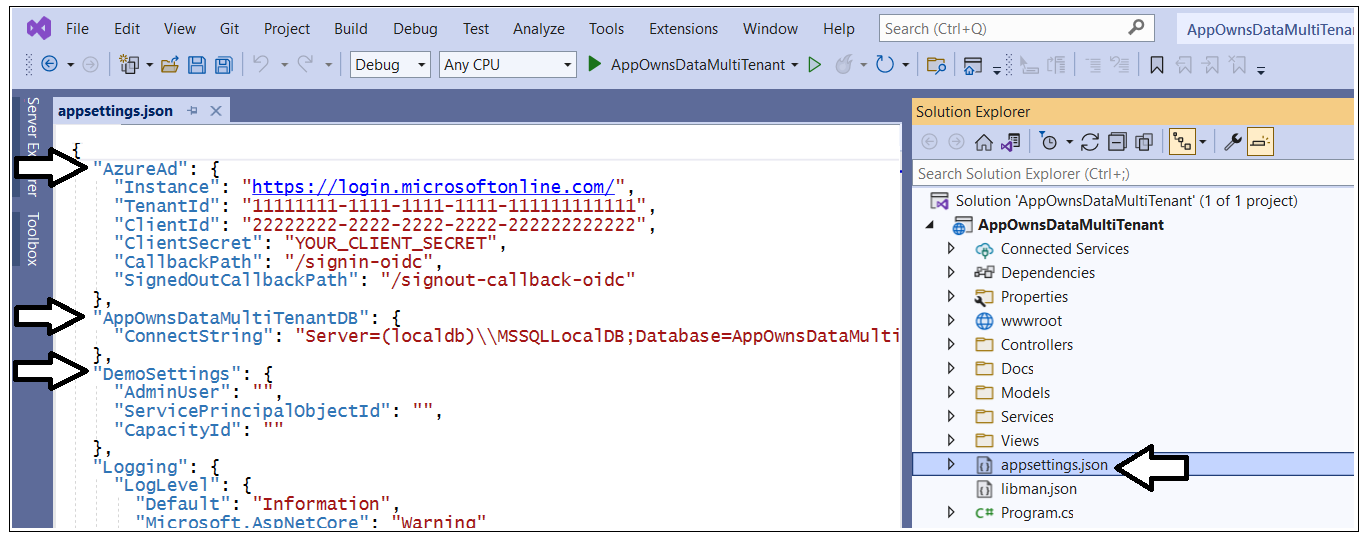 File Edit View Git Project Build Debug Test Analyze Tools Extensions Window Help Search (Ctrl+Q) AppOwnsDataMultiTenan
Debug Any CPU AppOwnsDataMultiTenant
Server Explorer
Toolbox
appsettings.json
{
"AzureAd": {
"Instance": "https://login.microsoftonline.com/",
"TenantId": "11111111-1111-1111-1111-111111111111",
"ClientId": "22222222-2222-2222-2222-222222222222",
"ClientSecret": "YOUR_CLIENT_SECRET",
"CallbackPath": "/signin-oidc",
"SignedOutCallbackPath": "/signout-callback-oidc"
},
"AppOwnsDataMultiTenantDB": {
"ConnectString": "Server=(localdb)\\MSSQLLocalDB;Database=AppOwnsDataMulti
},
"DemoSettings": {
"AdminUser": "",
"ServicePrincipalObjectId": "",
"CapacityId": ""
},
"Logging": {
"LogLevel": {
"Default": "Information",
"Microsoft.AspNetCore": "Warning"
Solution Explorer
Search Solution Explorer (Ctrl+;)
Solution 'AppOwnsDataMultiTenant' (1 of 1 project)
AppOwnsDataMultiTenant
Connected Services
Dependencies
Properties
wwwroot
Controllers
Docs
Models
Services
Views
appsettings.json
libman.json
C# Program.cs